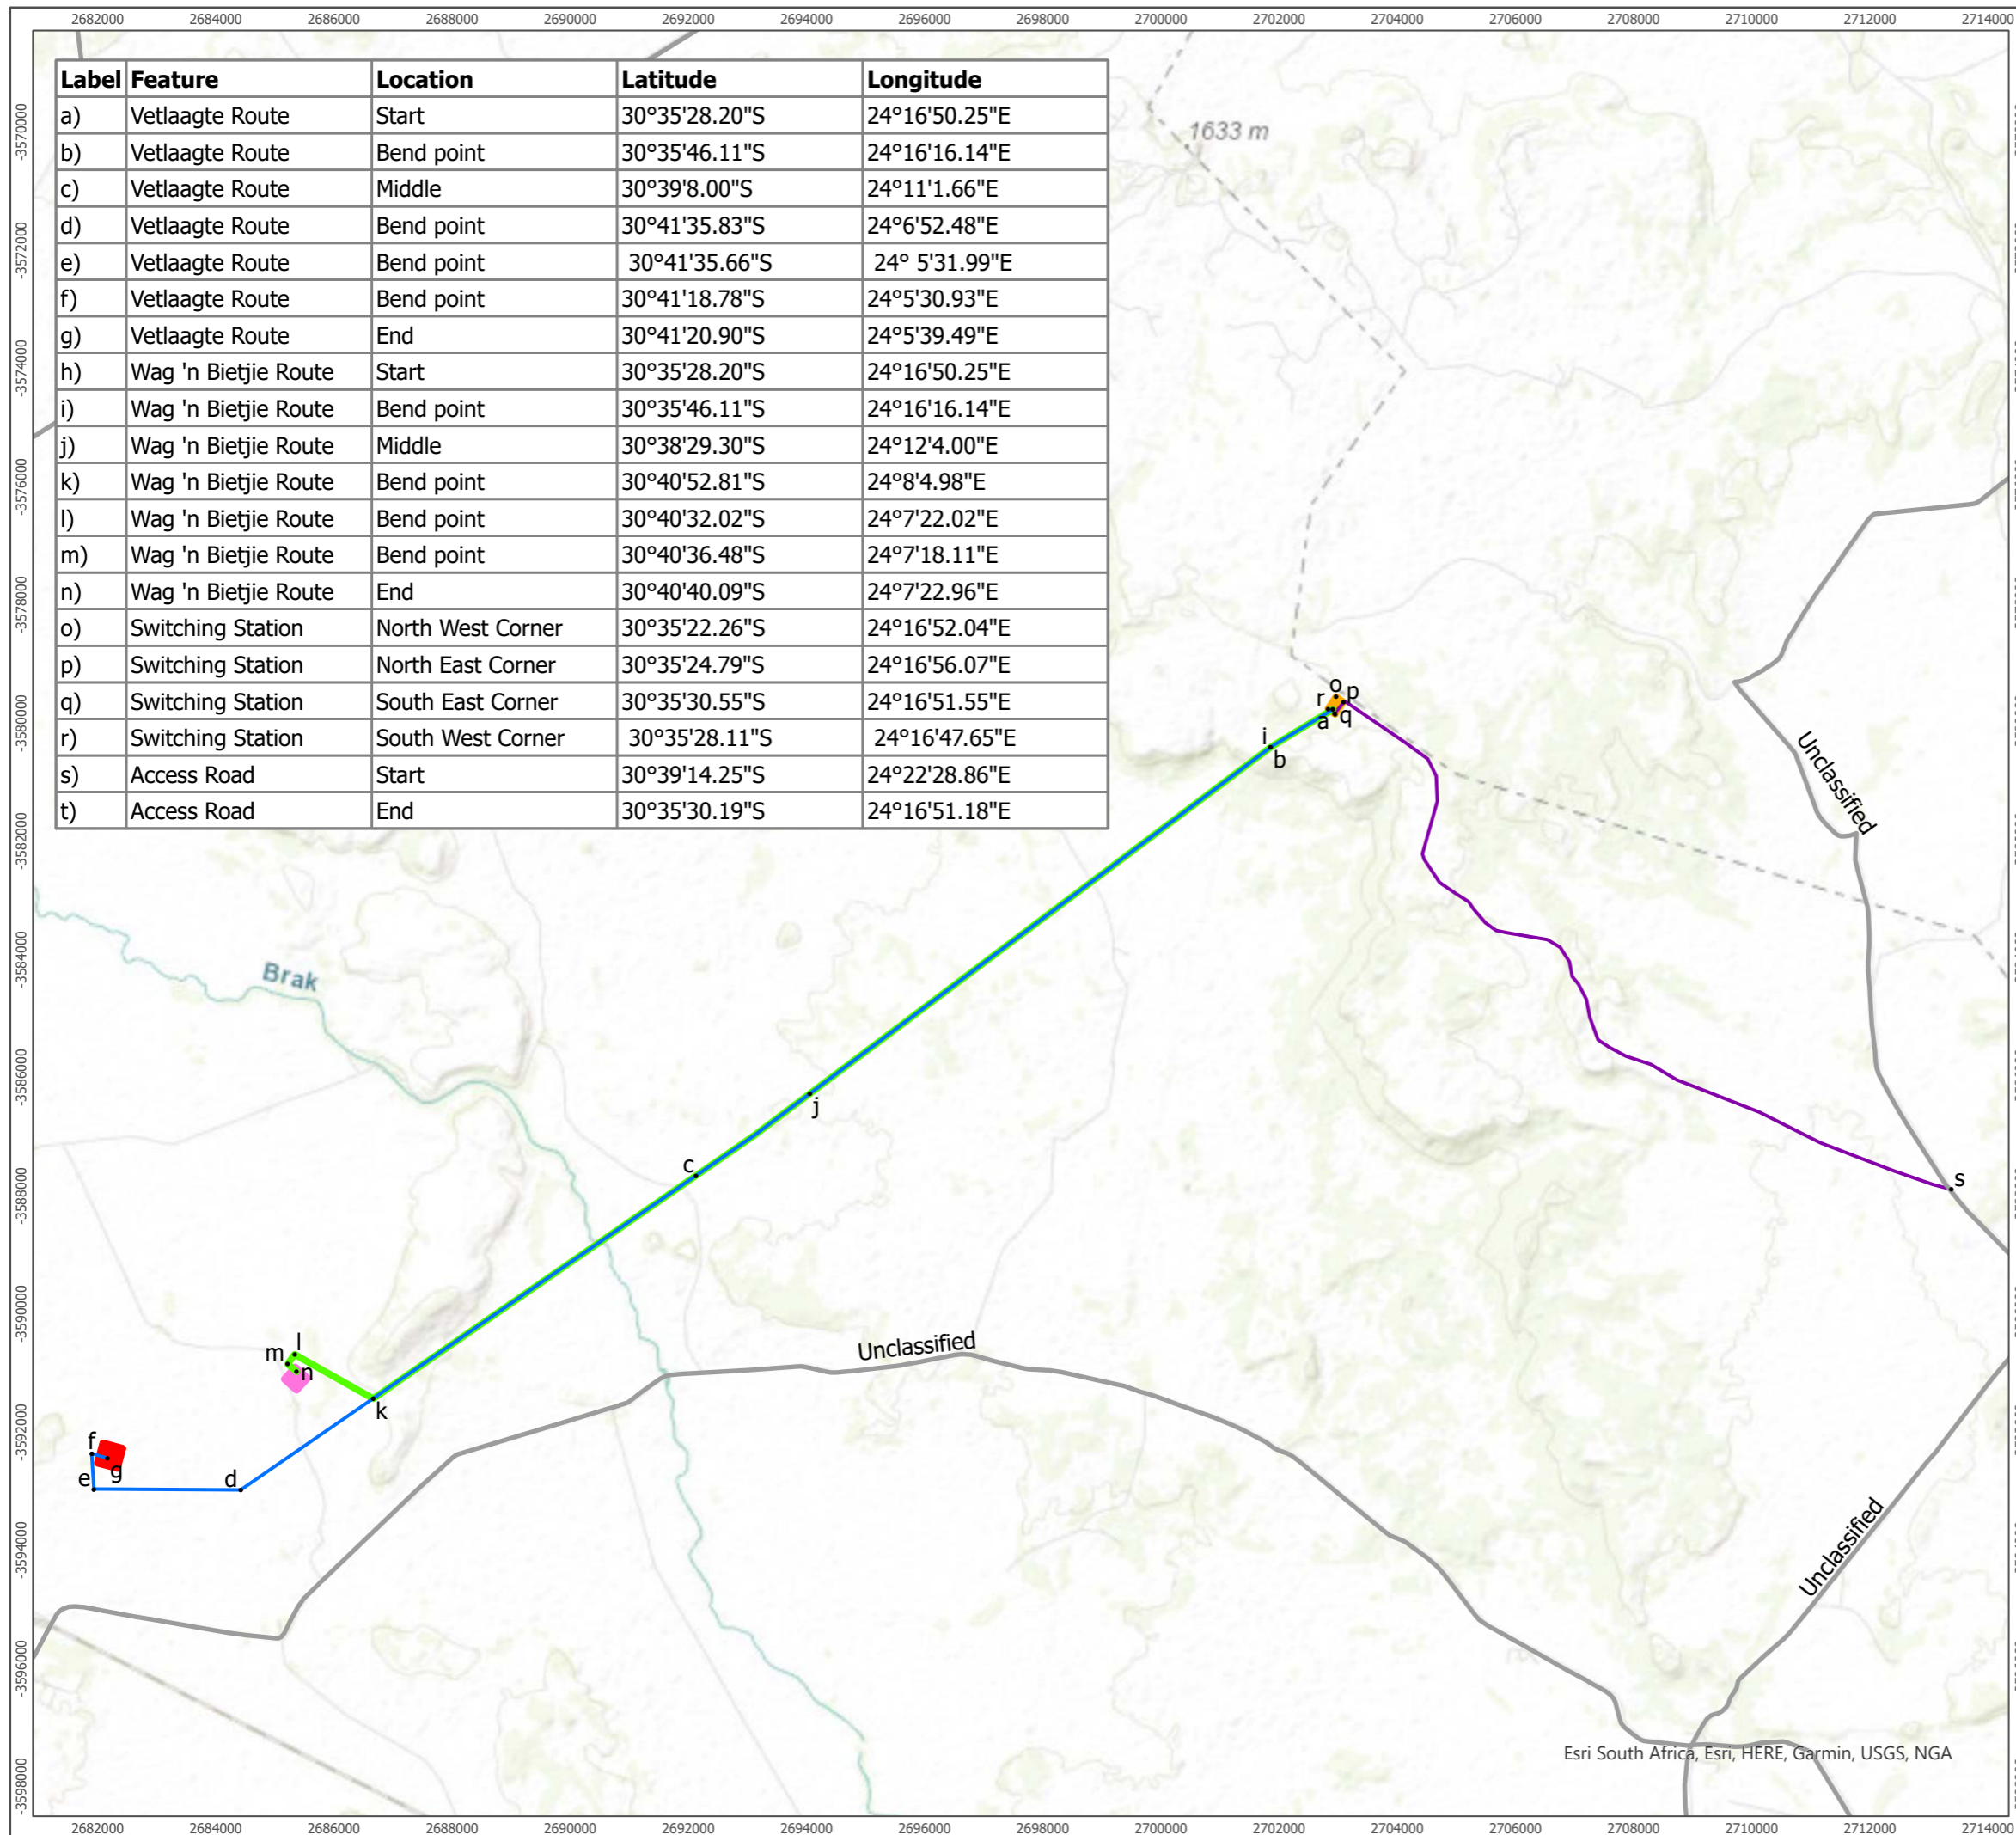 2682000 2684000 2686000 2688000 2690000 2692000 2694000 2696000 2698000 2700000 2702000 2704000 2706000 2708000 2710000 2712000 2714000
Label Feature Location Latitude Longitude
a) Vetlaagte Route Start 30°35'28.20"S 24°16'50.25"E
b) Vetlaagte Route Bend point 30°35'46.11"S 24°16'16.14"E
c) Vetlaagte Route Middle 30°39'8.00"S 24°11'1.66"E
d) Vetlaagte Route Bend point 30°41'35.83"S 24°6'52.48"E
e) Vetlaagte Route Bend point 30°41'35.66"S 24° 5'31.99"E
f) Vetlaagte Route Bend point 30°41'18.78"S 24°5'30.93"E
g) Vetlaagte Route End 30°41'20.90"S 24°5'39.49"E
h) Wag 'n Bietjie Route Start 30°35'28.20"S 24°16'50.25"E
i) Wag 'n Bietjie Route Bend point 30°35'46.11"S 24°16'16.14"E
j) Wag 'n Bietjie Route Middle 30°38'29.30"S 24°12'4.00"E
k) Wag 'n Bietjie Route Bend point 30°40'52.81"S 24°8'4.98"E
l) Wag 'n Bietjie Route Bend point 30°40'32.02"S 24°7'22.02"E
m) Wag 'n Bietjie Route Bend point 30°40'36.48"S 24°7'18.11"E
n) Wag 'n Bietjie Route End 30°40'40.09"S 24°7'22.96"E
o) Switching Station North West Corner 30°35'22.26"S 24°16'52.04"E
p) Switching Station North East Corner 30°35'24.79"S 24°16'56.07"E
q) Switching Station South East Corner 30°35'30.55"S 24°16'51.55"E
r) Switching Station South West Corner 30°35'28.11"S 24°16'47.65"E
s) Access Road Start 30°39'14.25"S 24°22'28.86"E
t) Access Road End 30°35'30.19"S 24°16'51.18"E
-3570000
-3572000
-3574000
-3576000
-3578000
-3580000
-3582000
-3584000
-3586000
-3588000
-3590000
-3592000
-3594000
-3596000
-3598000
1633 m
o
r
p
a
q
i
b
Unclassified
Brak
j
c
s
l
m
n
k
Unclassified
f
g
e
d
Unclassified
Esri South Africa, Esri, HERE, Garmin, USGS, NGA
2682000 2684000 2686000 2688000 2690000 2692000 2694000 2696000 2698000 2700000 2702000 2704000 2706000 2708000 2710000 2712000 2714000